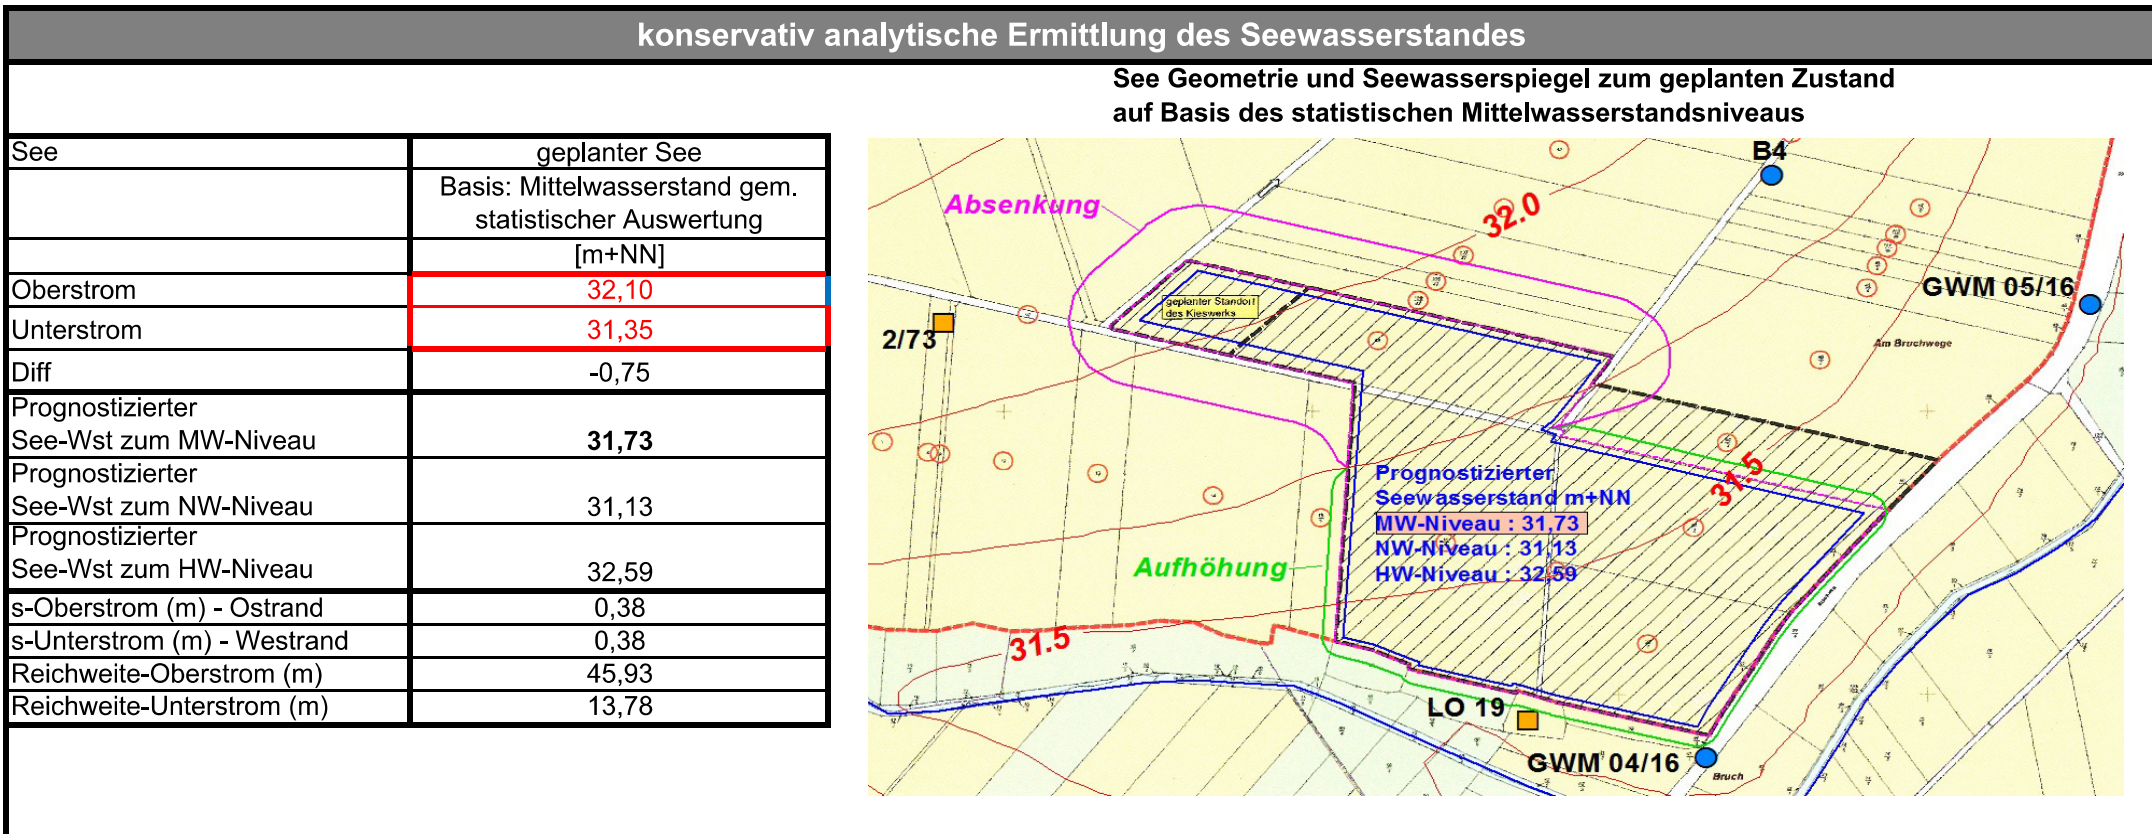 konservativ analytische Ermittlung des Seewasserstandes
See Geometrie und Seewasserspiegel zum geplanten Zustand
auf Basis des statistischen Mittelwasserstandsniveaus
See geplanter See
Basis: Mittelwasserstand gem.
statistischer Auswertung
[m+NN]
Oberstrom 32,10
Unterstrom 31,35
Diff -0,75
Prognostizierter
See-Wst zum MW-Niveau 31,73
Prognostizierter
See-Wst zum NW-Niveau 31,13
Prognostizierter
See-Wst zum HW-Niveau 32,59
s-Oberstrom (m) - Ostrand 0,38
s-Unterstrom (m) - Westrand 0,38
Reichweite-Oberstrom (m) 45,93
Reichweite-Unterstrom (m) 13,78
B4
Absenkung
32.0
GWM 05/16
geplanter Standort
des Kieswerks
2/73
Am Bruchwege
Prognostizierter
Seewasserstand m+NN
MW-Niveau : 31,73
NW-Niveau : 31,13
HW-Niveau : 32,59
31.5
Aufhöhung
31.5
LO 19
GWM 04/16
Bruch